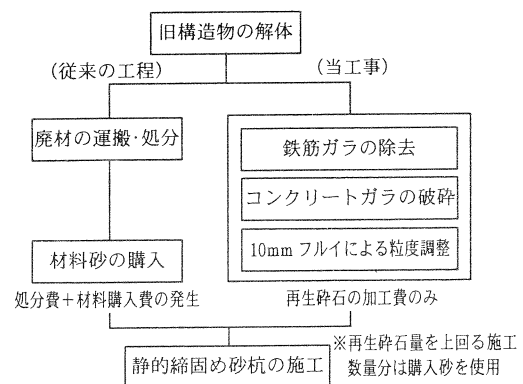 旧構造物の解体
(従来の工程)
(当工事)
廃材の運搬・処分
鉄筋ガラの除去
コンクリートガラの破砕
10mmフルイによる粒度調整
材料砂の購入
処分費+材料購入費の発生
再生砕石の加工費のみ
静的締固め砂杭の施工
※再生砕石量を上回る施工
数量分は購入砂を使用